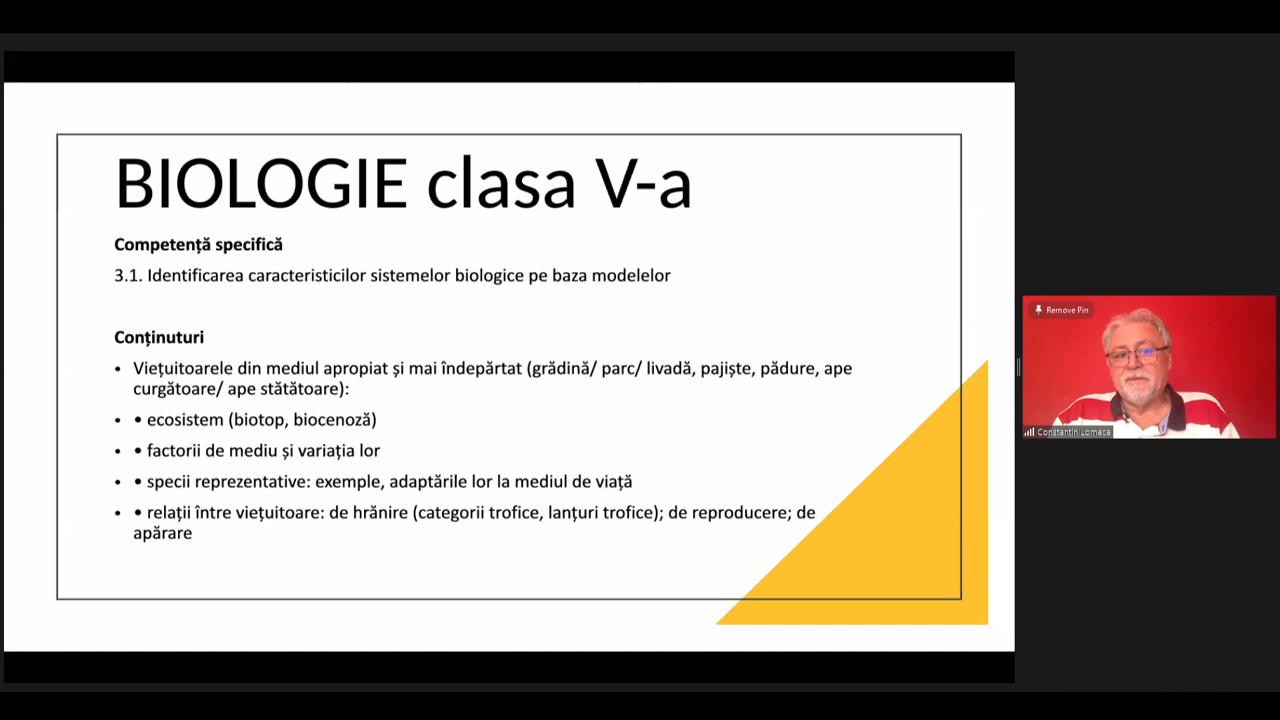 BIOLOGIE clasa V-a
Competență specifică
3.1. Identificarea caracteristicilor sistemelor biologice pe baza modelelor
Conținuturi
• Viețuitoarele din mediul apropiat și mai îndepărtat (grădină/ parc/ livadă, pajiște, pădure, ape
curgătoare/ ape stătătoare):
• • ecosistem (biotop, biocenoză)
• • factorii de mediu și variația lor
• • specii reprezentative: exemple, adaptările lor la mediul de viață
• • relații între viețuitoare: de hrănire (categorii trofice, lanțuri trofice); de reproducere; de
apărare
Remove Pin
Constantin Lomaca